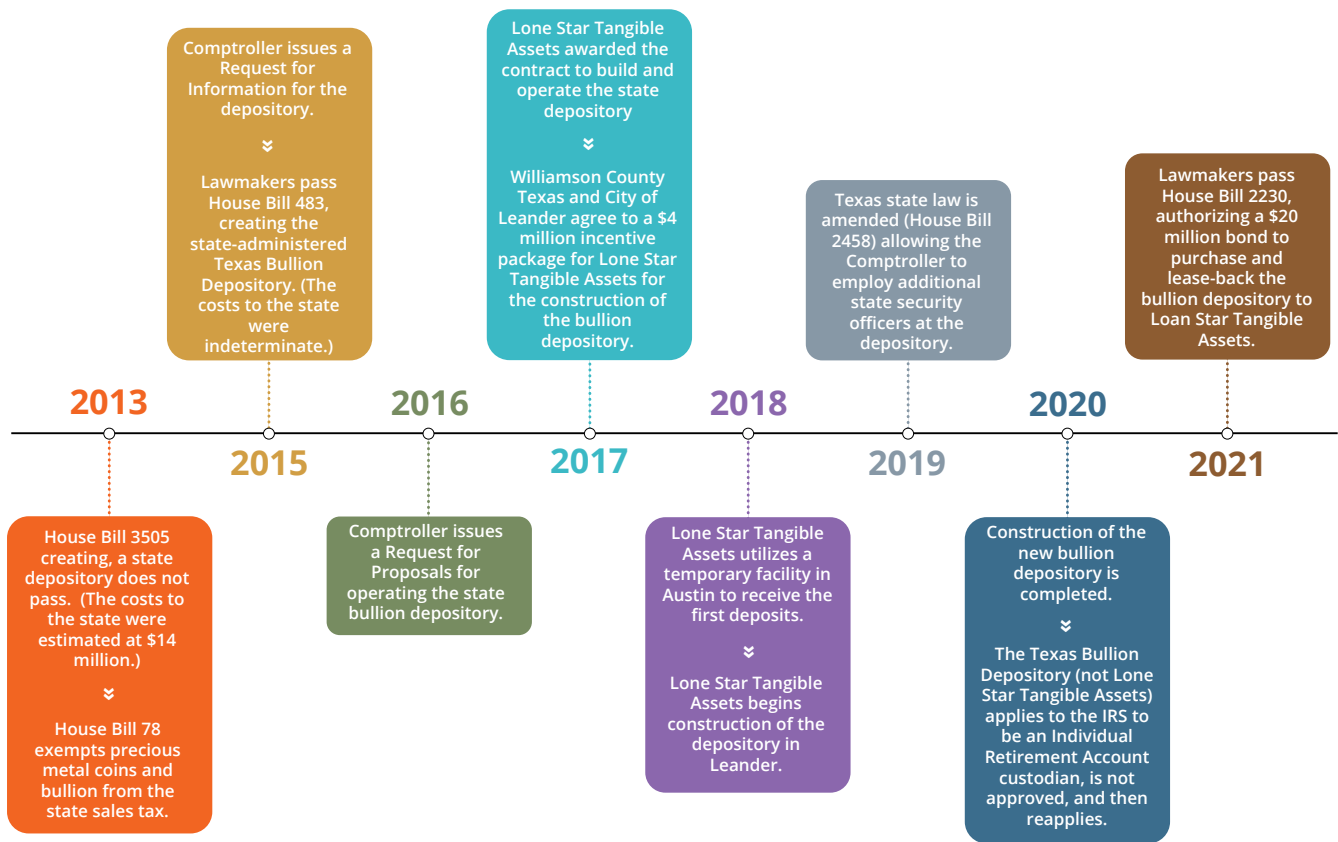 Comptroller issues a
Request for
Information for the
depository.
Lawmakers pass
House Bill 483,
creating the
state-administered
Texas Bullion
Depository. (The
costs to the state
were
indeterminate.)
Lone Star Tangible
Assets awarded the
contract to build and
operate the state
depository
Williamson County
Texas and City of
Leander agree to a $4
million incentive
package for Lone Star
Tangible Assets for
the construction of
the bullion
depository.
Texas state law is
amended (House Bill
2458) allowing the
Comptroller to
employ additional
state security
officers at the
depository.
Lawmakers pass
House Bill 2230,
authorizing a $20
million bond to
purchase and
lease-back the
bullion depository to
Loan Star Tangible
Assets.
2013
2016
2018
2020
2015
2017
2019
2021
House Bill 3505
creating, a state
depository does not
pass. (The costs to
the state were
estimated at $14
million.)
House Bill 78
exempts precious
metal coins and
bullion from the
state sales tax.
Comptroller issues
a Request for
Proposals for
operating the state
bullion depository.
Lone Star Tangible
Assets utilizes a
temporary facility in
Austin to receive the
first deposits.
Lone Star Tangible
Assets begins
construction of the
depository in
Leander.
Construction of the
new bullion
depository is
completed.
The Texas Bullion
Depository (not Lone
Star Tangible Assets)
applies to the IRS to
be an Individual
Retirement Account
custodian, is not
approved, and then
reapplies.